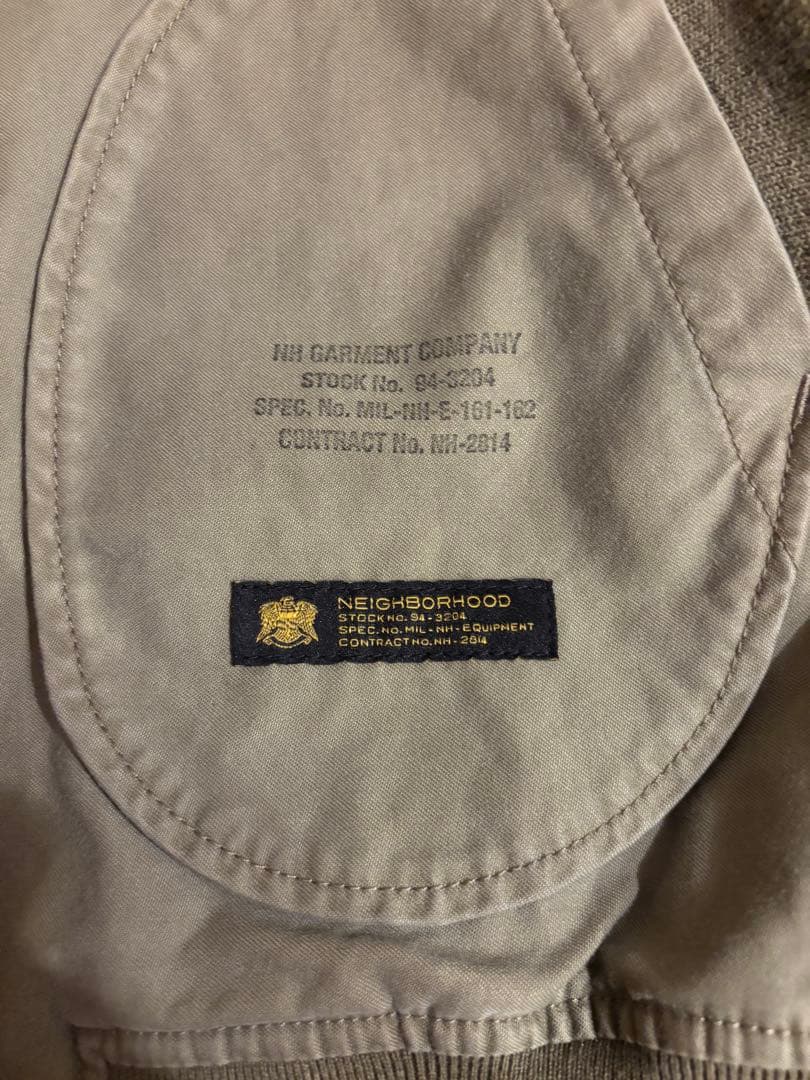 NH GARMENT COMPANY
STOCK No. 94-3204
SPEC. No. MIL-NH-E-161-162
CONTRACT No. NH-2814
NEIGHBORHOOD
STOCK NO. 94-3204
SPEC. NO. MIL-NH-EQUIPMENT
CONTRACT NO. NH-2814